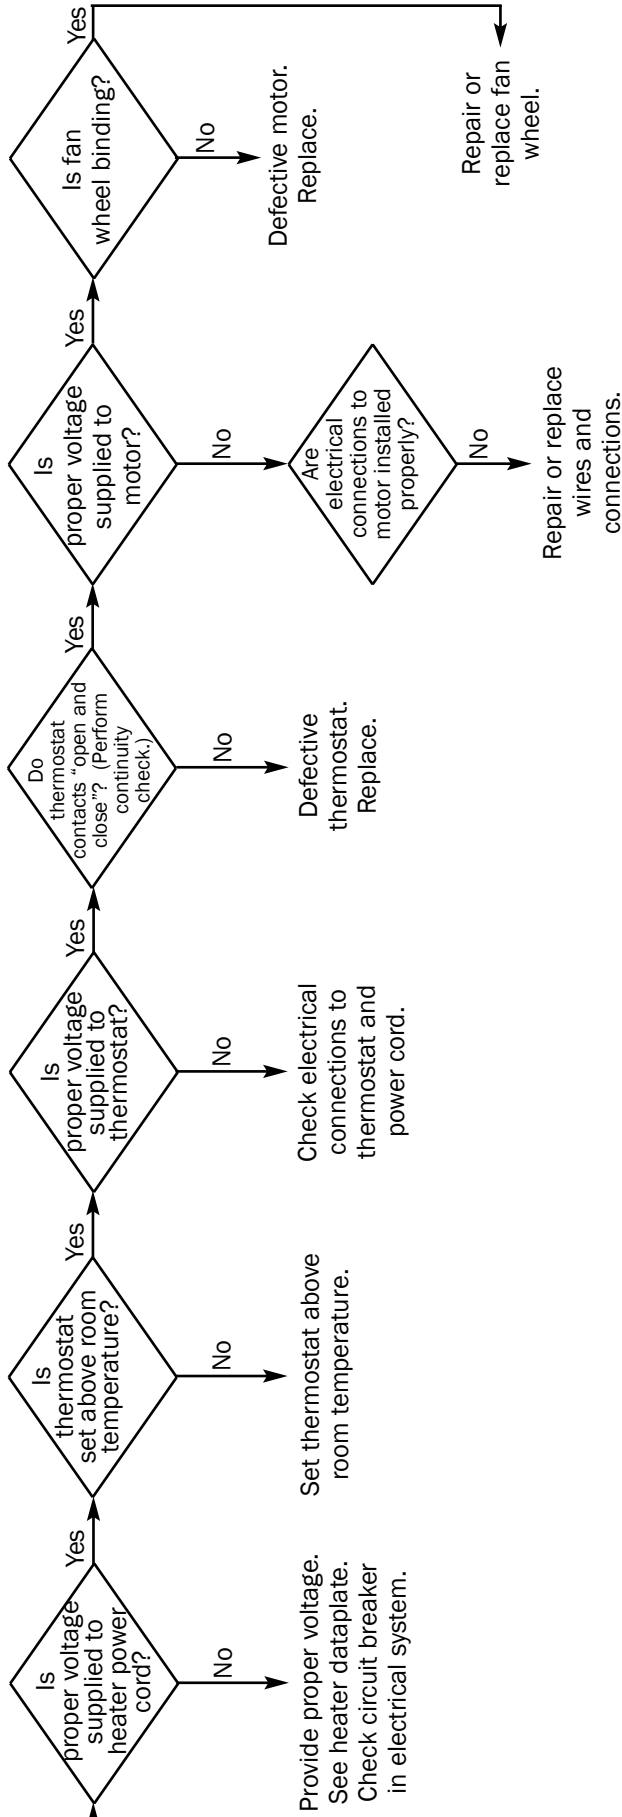 Is
proper voltage
supplied to
heater power
cord?
Yes
No
Provide proper voltage.
See heater dataplate.
Check circuit breaker
in electrical system.
Is
thermostat
set above room
temperature?
Yes
No
Set thermostat above
room temperature.
Is
proper voltage
supplied to
thermostat?
Yes
No
Check electrical
connections to
thermostat and
power cord.
Do
thermostat
contacts “open and
close”? (Perform
continuity
check.)
Yes
No
Defective
thermostat.
Replace.
Is
proper voltage
supplied to
motor?
Yes
No
Are
electrical
connections to
motor installed
properly?
No
Repair or replace
wires and
connections.
Is fan
wheel binding?
Yes
No
Defective motor.
Replace.
Repair or
replace fan
wheel.